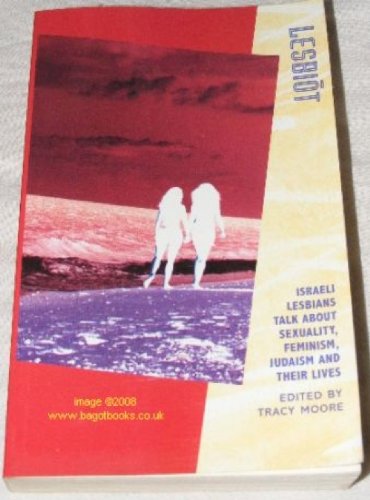 LESBIŌT
ISRAELI
LESBIANS
TALK ABOUT
SEXUALITY,
FEMINISM,
JUDAISM AND
THEIR LIVES
EDITED BY
TRACY MOORE
image @2008
www.bagotbooks.co.uk